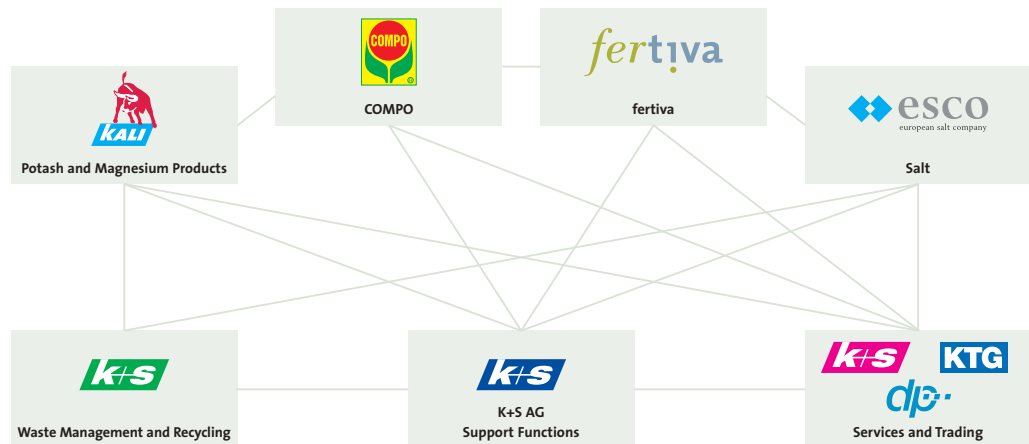 COMPO
©
COMPO
fertiva
fertiva
KALI
Potash and Magnesium Products
esco
european salt company
Salt
k+s
Waste Management and Recycling
k+s
K+S AG
Support Functions
k+s
KTG
dp
Services and Trading